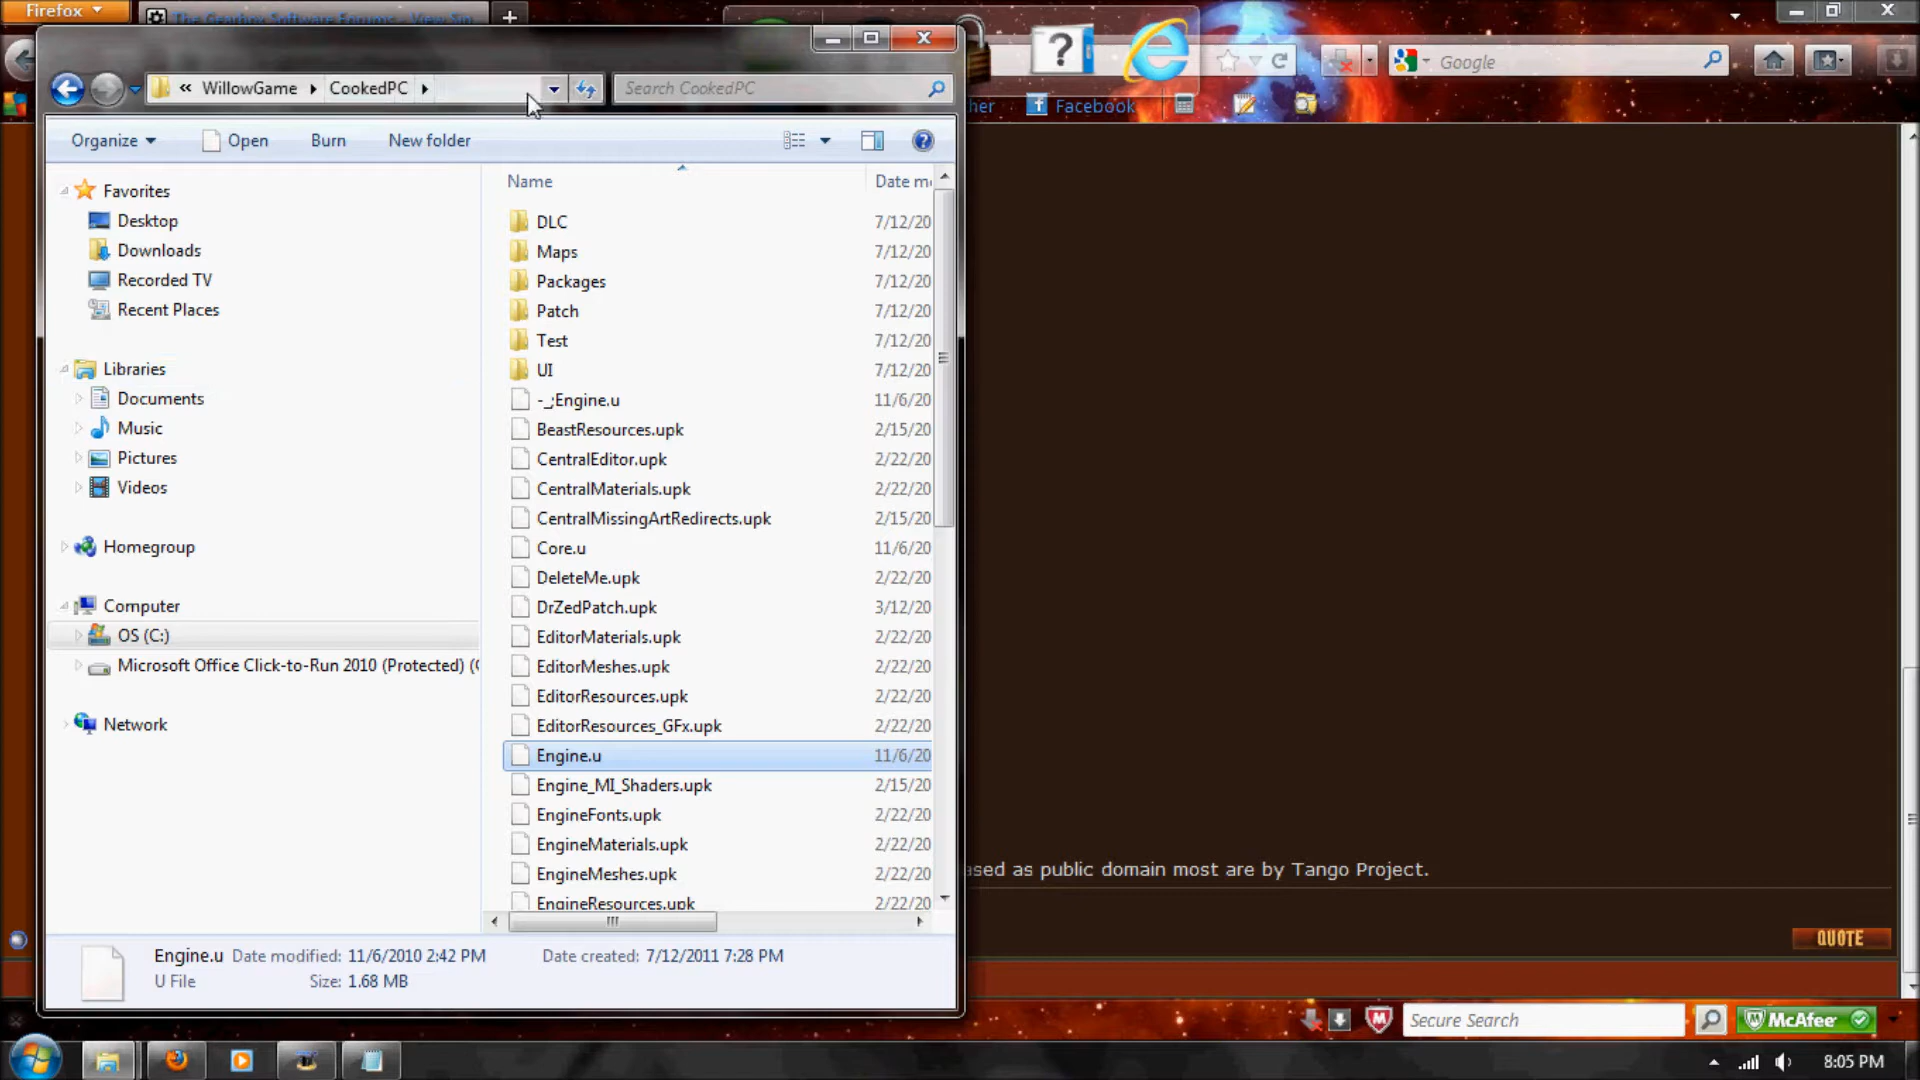 Firefox
The Gearbox Software Forums - View Sin
WillowGame
CookedPC
Search CookedPC
Google
Facebook
Organize
Open
Burn
New folder
Name
Date m
Favorites
Desktop
Downloads
Recorded TV
Recent Places
Libraries
Documents
Music
Pictures
Videos
Homegroup
Computer
OS (C:)
Microsoft Office Click-to-Run 2010 (Protected) (
Network
DLC 7/12/20
Maps 7/12/20
Packages 7/12/20
Patch 7/12/20
Test 7/12/20
UI 7/12/20
-_;Engine.u 11/6/20
BeastResources.upk 2/15/20
CentralEditor.upk 2/22/20
CentralMaterials.upk 2/22/20
CentralMissingArtRedirects.upk 2/15/20
Core.u 11/6/20
DeleteMe.upk 2/22/20
DrZedPatch.upk 3/12/20
EditorMaterials.upk 2/22/20
EditorMeshes.upk 2/22/20
EditorResources.upk 2/22/20
EditorResources_GFx.upk 2/22/20
Engine.u 11/6/20
Engine_MI_Shaders.upk 2/15/20
EngineFonts.upk 2/22/20
EngineMaterials.upk 2/22/20
EngineMeshes.upk 2/22/20
EngineResources.upk 2/22/20
Engine.u Date modified: 11/6/2010 2:42 PM Date created: 7/12/2011 7:28 PM
U File Size: 1.68 MB
ased as public domain most are by Tango Project.
QUOTE
Secure Search
McAfee
8:05 PM